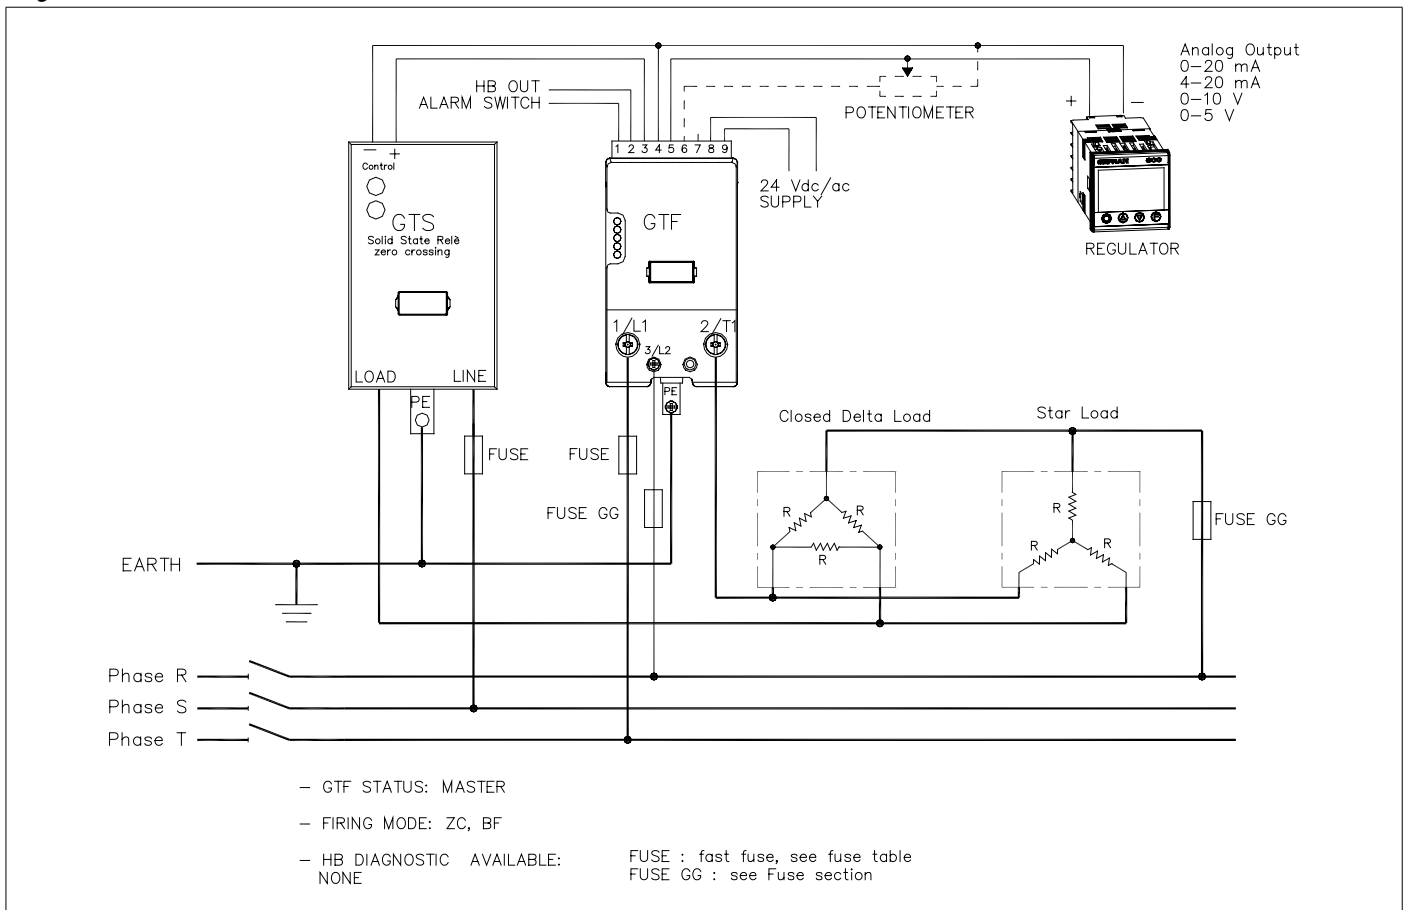 Analog Output
0-20 mA
4-20 mA
0-10 V
0-5 V
HB OUT
ALARM SWITCH
POTENTIOMETER
+ −
1 2 3 4 5 6 7 8 9
− +
Control
GTS
Solid State Relè
zero crossing
GTF
24 Vdc/ac
SUPPLY
GEFRAN
REGULATOR
1/L1
2/T1
3/L2
LOAD
LINE
PE
PE
Closed Delta Load
Star Load
FUSE
FUSE
FUSE GG
R
R
R
R
R
R
FUSE GG
EARTH
Phase R
Phase S
Phase T
− GTF STATUS: MASTER
− FIRING MODE: ZC, BF
− HB DIAGNOSTIC AVAILABLE:
NONE
FUSE : fast fuse, see fuse table
FUSE GG : see Fuse section